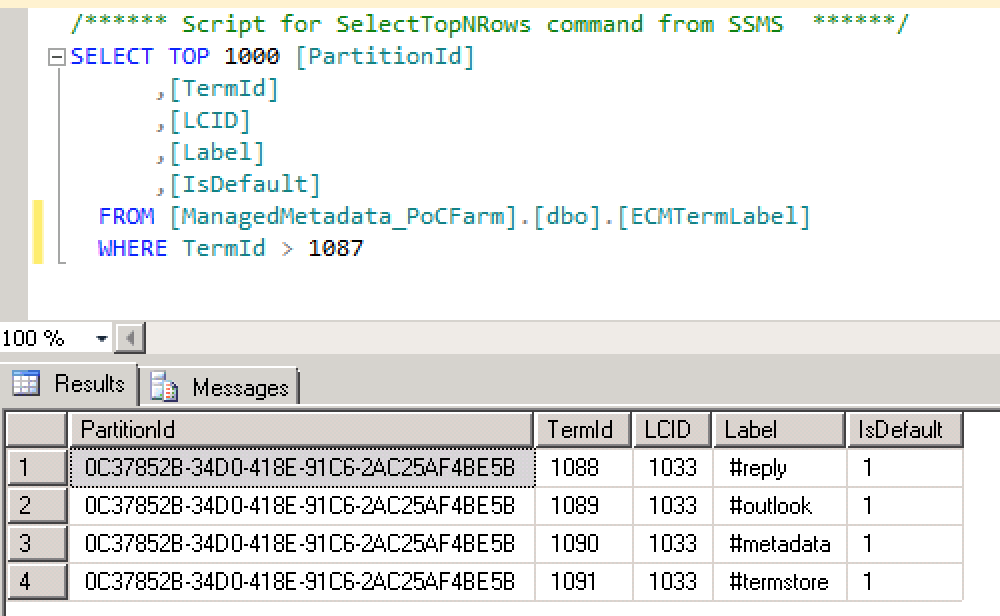 /****** Script for SelectTopNRows command from SSMS  ******/
SELECT TOP 1000 [PartitionId]
,[TermId]
,[LCID]
,[Label]
,[IsDefault]
FROM [ManagedMetadata_PoCFarm].[dbo].[ECMTermLabel]
WHERE TermId > 1087
100 %
Results Messages
PartitionId TermId LCID Label IsDefault
1 0C37852B-34D0-418E-91C6-2AC25AF4BE5B 1088 1033 #reply 1
2 0C37852B-34D0-418E-91C6-2AC25AF4BE5B 1089 1033 #outlook 1
3 0C37852B-34D0-418E-91C6-2AC25AF4BE5B 1090 1033 #metadata 1
4 0C37852B-34D0-418E-91C6-2AC25AF4BE5B 1091 1033 #termstore 1